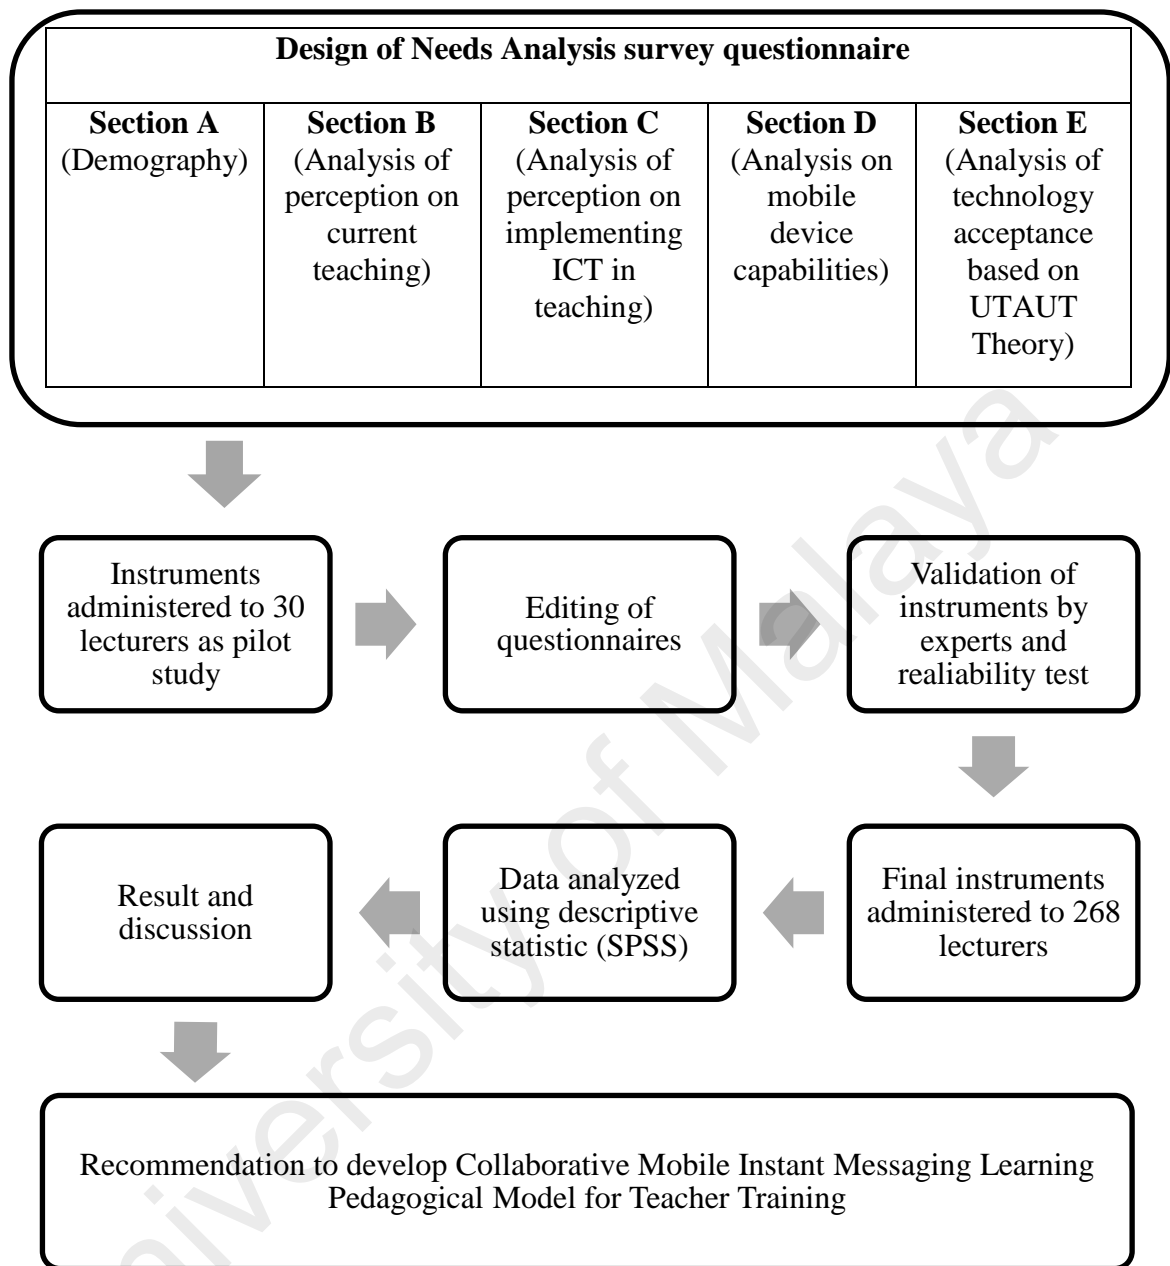 Design of Needs Analysis survey questionnaire
Section A
(Demography)
Section B
(Analysis of
perception on
current
teaching)
Section C
(Analysis of
perception on
implementing
ICT in
teaching)
Section D
(Analysis on
mobile
device
capabilities)
Section E
(Analysis of
technology
acceptance
based on
UTAUT
Theory)
Instruments
administered to 30
lecturers as pilot
study
Editing of
questionnaires
Validation of
instruments by
experts and
realiability test
Final instruments
administered to 268
lecturers
Data analyzed
using descriptive
statistic (SPSS)
Result and
discussion
Recommendation to develop Collaborative Mobile Instant Messaging Learning
Pedagogical Model for Teacher Training
niversity of Malaya